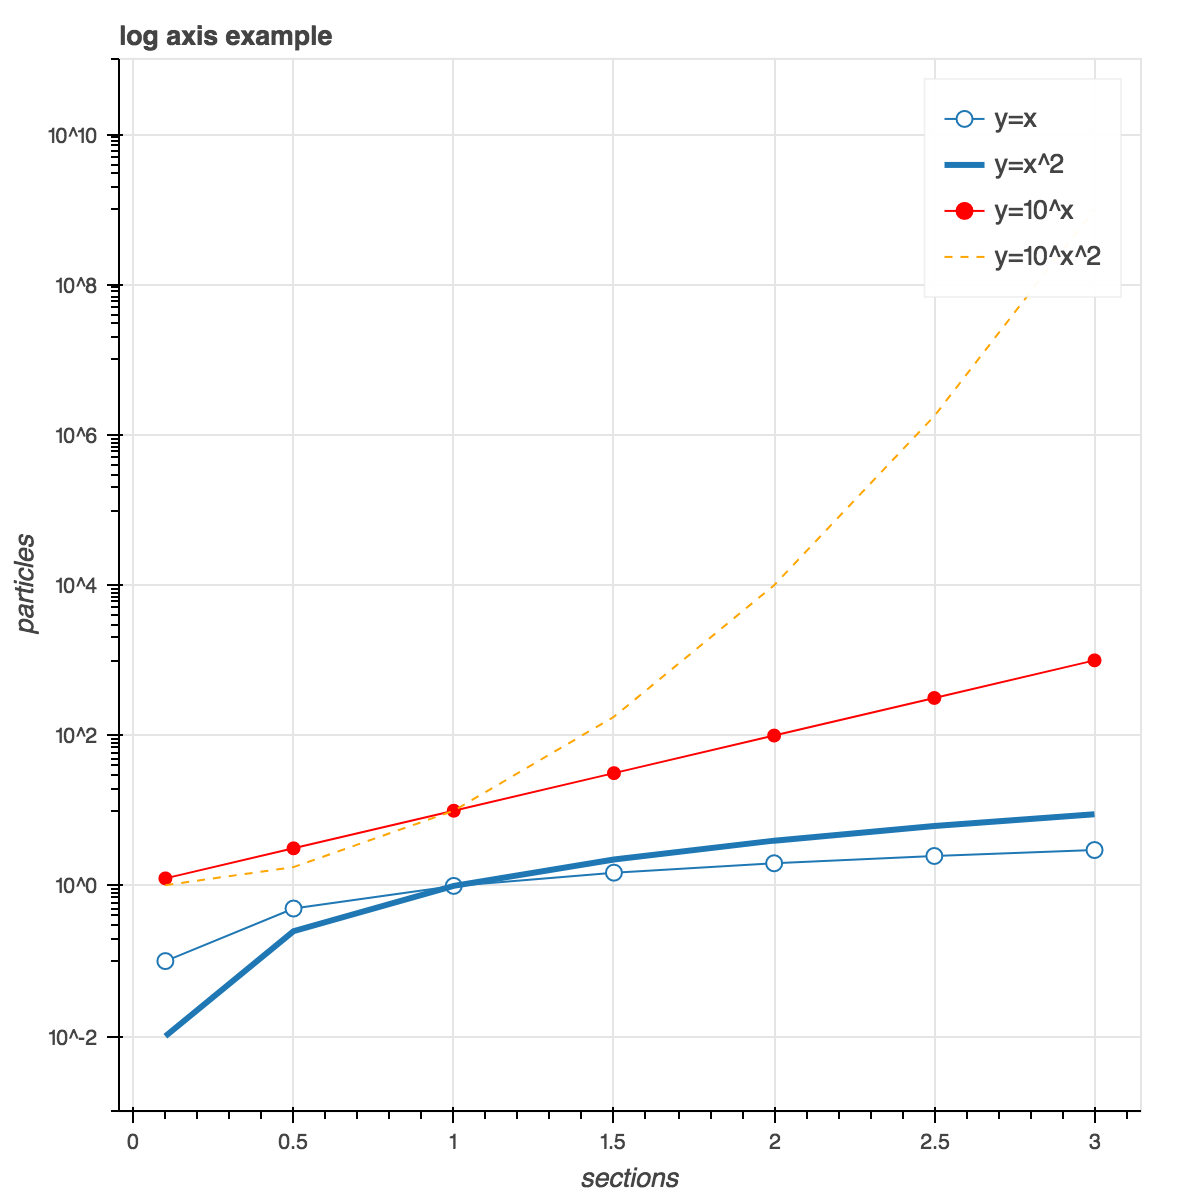 log axis example
y=x
y=x^2
y=10^x
y=10^x^2
10^10
10^8
10^6
10^4
10^2
10^0
10^-2
particles
0 0.5 1 1.5 2 2.5 3
sections